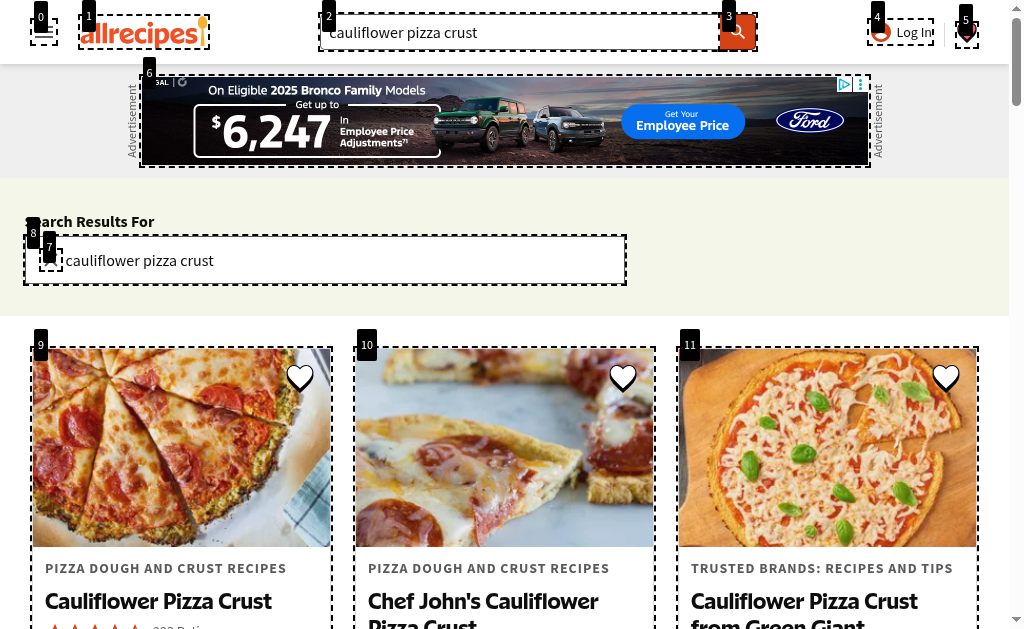 0
1
2
3
4
5
allrecipes
cauliflower pizza crust
Log In
6
Advertisement
On Eligible 2025 Bronco Family Models
Get up to
$6,247
In
Employee Price
Adjustments
Get Your
Employee Price
Ford
Advertisement
Search Results For
8
7
cauliflower pizza crust
9
10
11
PIZZA DOUGH AND CRUST RECIPES
Cauliflower Pizza Crust
PIZZA DOUGH AND CRUST RECIPES
Chef John's Cauliflower
Pizza Crust
TRUSTED BRANDS: RECIPES AND TIPS
Cauliflower Pizza Crust
from Green Giant